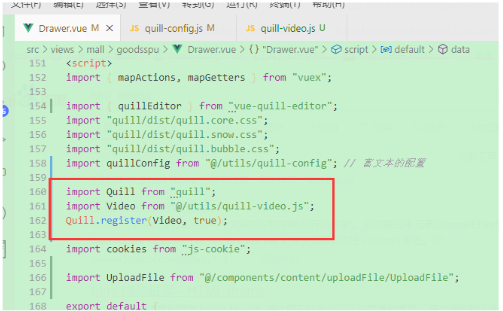 文件(F) 编辑(E) 选择(S) 查看(V) 转到(G) 运行(R) 终端(T) 帮助(H)
Drawer.vue M JS quill-config.js M JS quill-video.js U
src > views > mall > goodsspu > Drawer.vue > {} "Drawer.vue" > script > default > data
151 <script>
152 import { mapActions, mapGetters } from "vuex";
153
154 import { quillEditor } from "vue-quill-editor";
155 import "quill/dist/quill.core.css";
156 import "quill/dist/quill.snow.css";
157 import "quill/dist/quill.bubble.css";
158 import quillConfig from "@/utils/quill-config"; // 富文本的配置
159
160 import Quill from "quill";
161 import Video from "@/utils/quill-video.js";
162 Quill.register(Video, true);
163
164 import cookies from "js-cookie";
165
166 import UploadFile from "@/components/content/uploadFile/UploadFile";
167
168 export default {